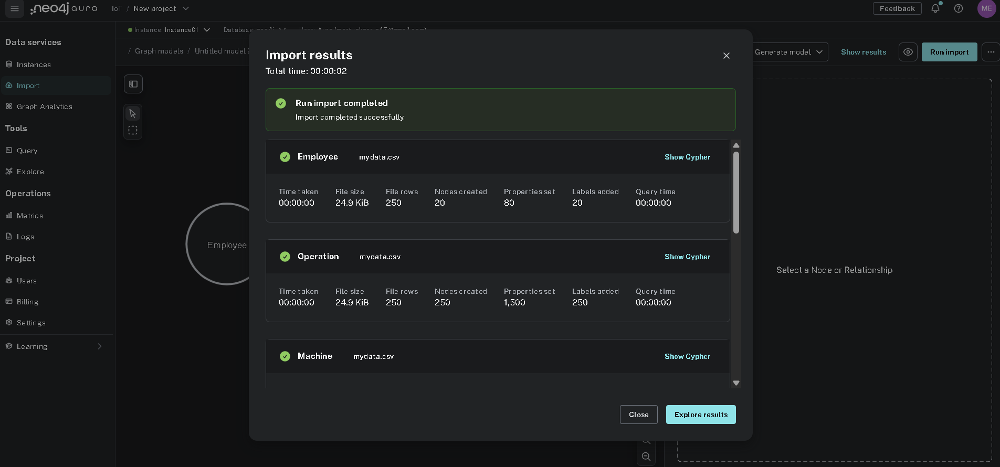 neo4j aura
IoT / New project
Feedback
ME
Data services
Instances
Import
Graph Analytics
Tools
Query
Explore
Operations
Metrics
Logs
Project
Users
Billing
Settings
Learning
Instance: Instance01
Database:
/ Graph models / Untitled model
Generate model
Show results
Run import
Employee
Select a Node or Relationship
Import results
Total time: 00:00:02
Run import completed
Import completed successfully.
Employee mydata.csv Show Cypher
Time taken File size File rows Nodes created Properties set Labels added Query time
00:00:00 24.9 KiB 250 20 80 20 00:00:00
Operation mydata.csv Show Cypher
Time taken File size File rows Nodes created Properties set Labels added Query time
00:00:00 24.9 KiB 250 250 1,500 250 00:00:00
Machine mydata.csv Show Cypher
Close
Explore results